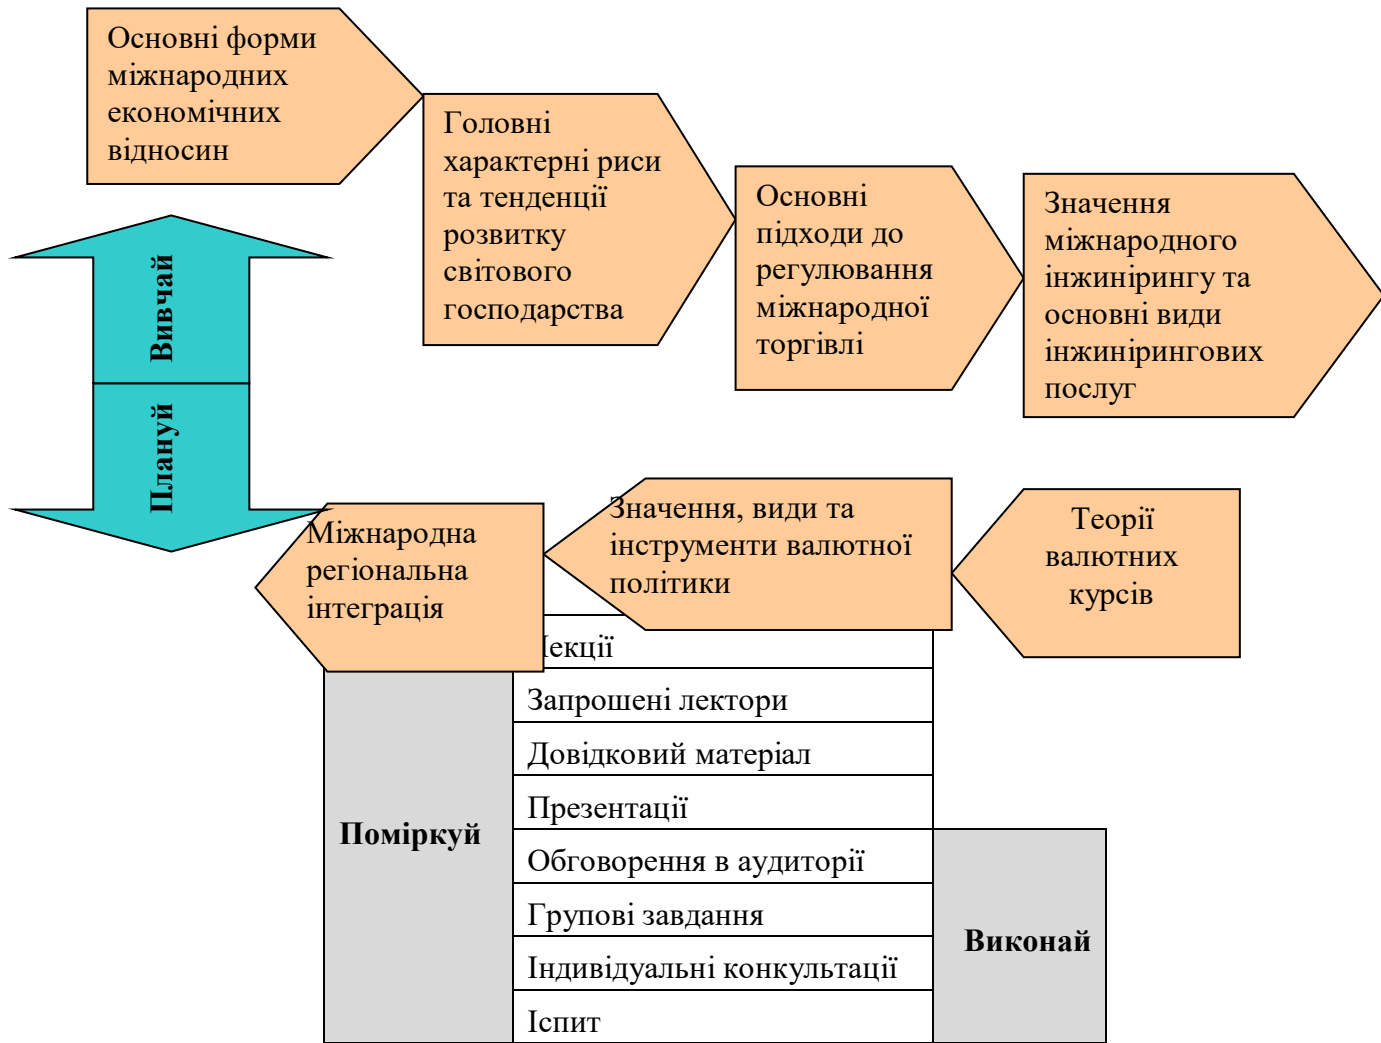 Основні форми
міжнародних
економічних
відносин
Головні
характерні риси
та тенденції
розвитку
світового
господарства
Основні
підходи до
регулювання
міжнародної
торгівлі
Значення
міжнародного
інжинірингу та
основні види
інжинірингових
послуг
Вивчай
Плануй
Міжнародна
регіональна
інтеграція
Значення, види та
інструменти валютної
політики
Теорії
валютних
курсів
Лекції
Запрошені лектори
Довідковий матеріал
Презентації
Поміркуй
Обговорення в аудиторії
Групові завдання
Виконай
Індивідуальні конкультації
Іспит